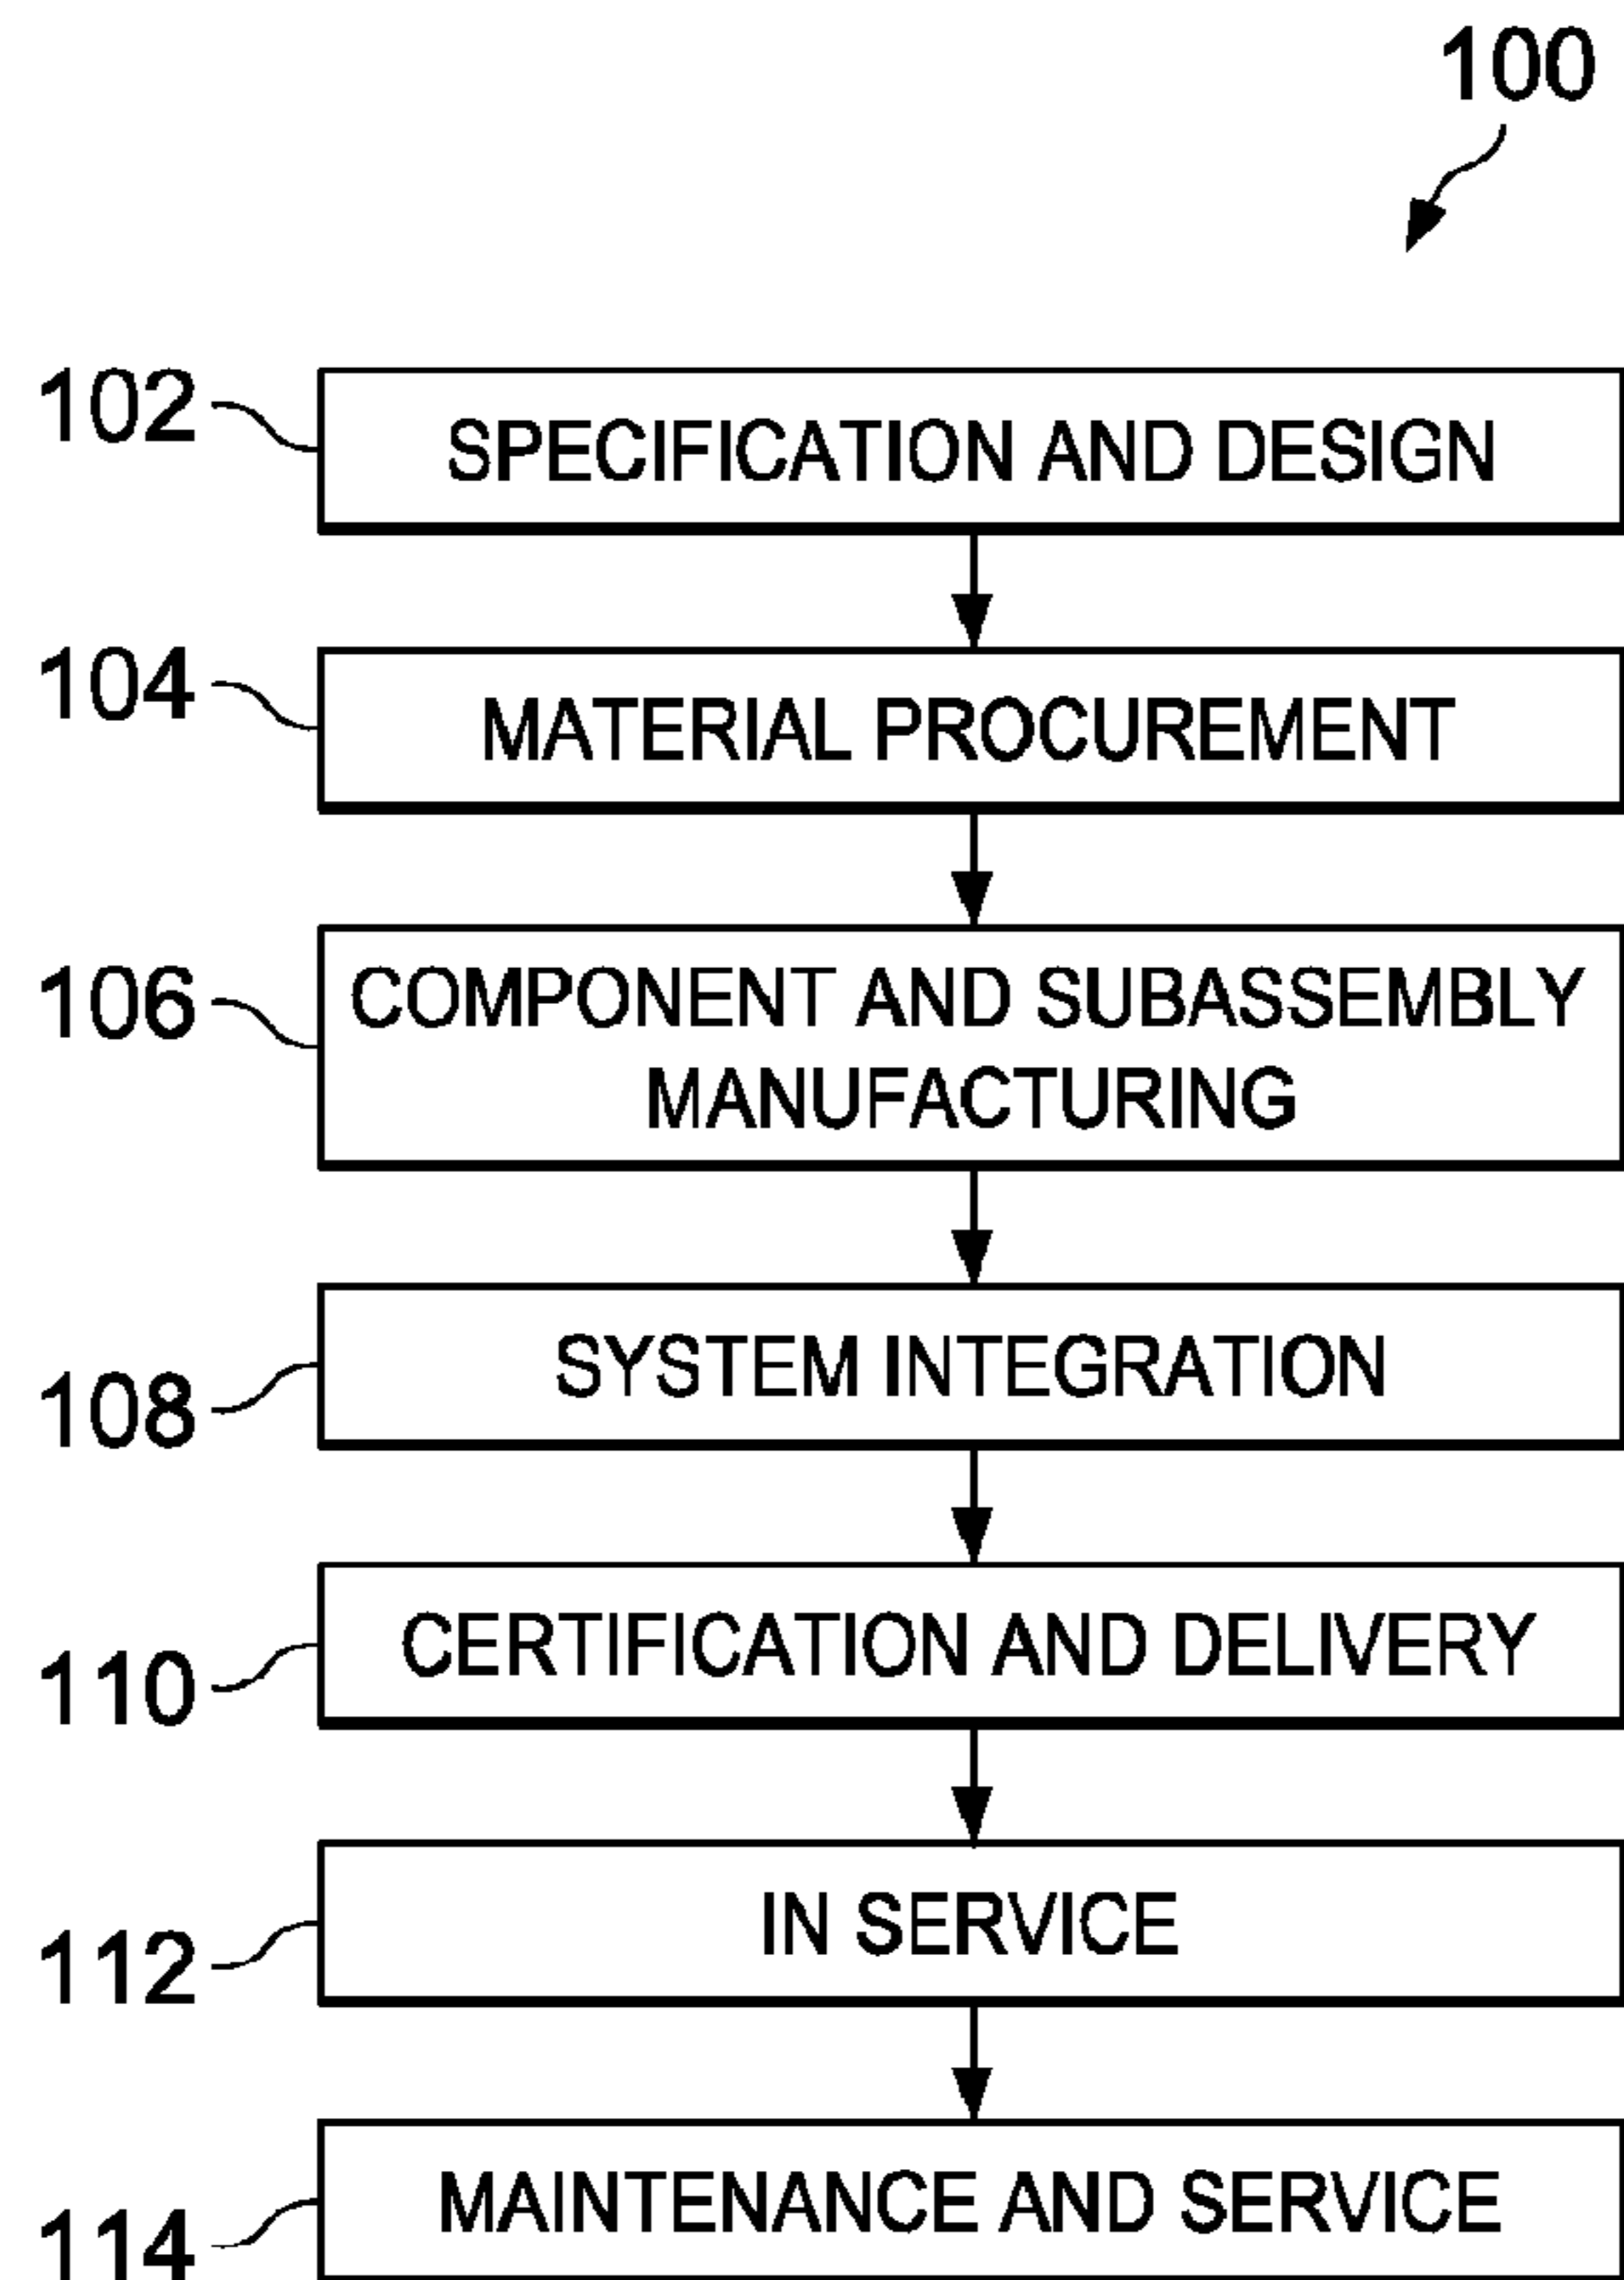 100
102
SPECIFICATION AND DESIGN
104
MATERIAL PROCUREMENT
106
COMPONENT AND SUBASSEMBLY
MANUFACTURING
108
SYSTEM INTEGRATION
110
CERTIFICATION AND DELIVERY
112
IN SERVICE
114
MAINTENANCE AND SERVICE